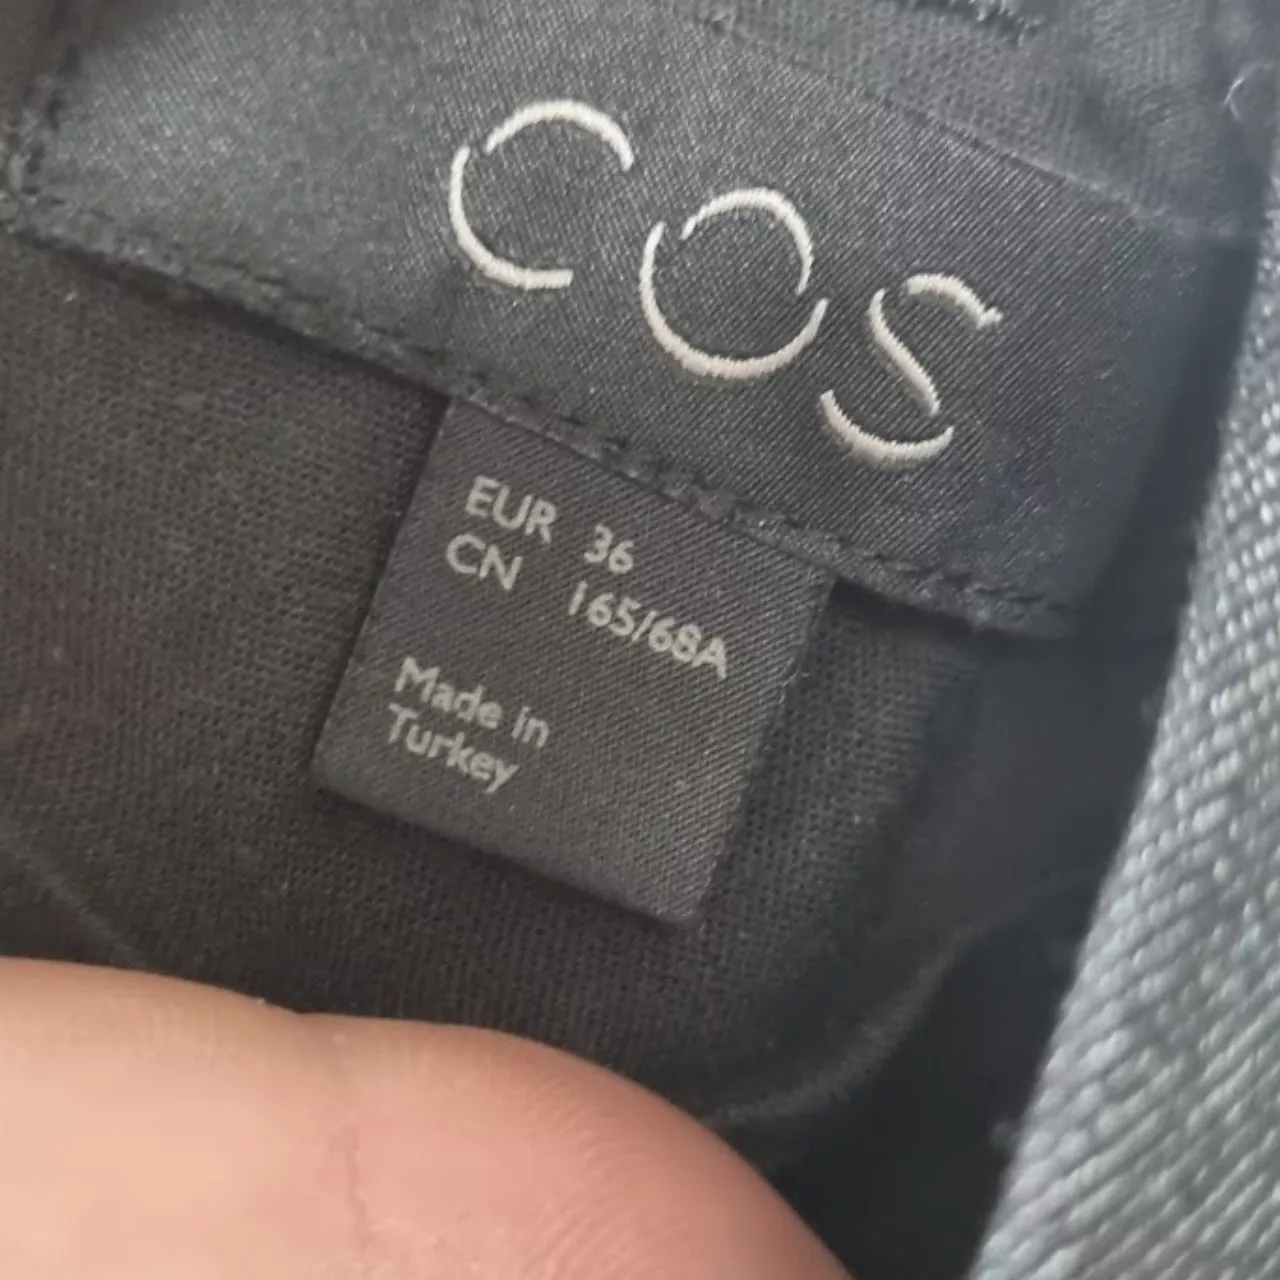 COS
EUR 36
CN 165/68A
Made in
Turkey